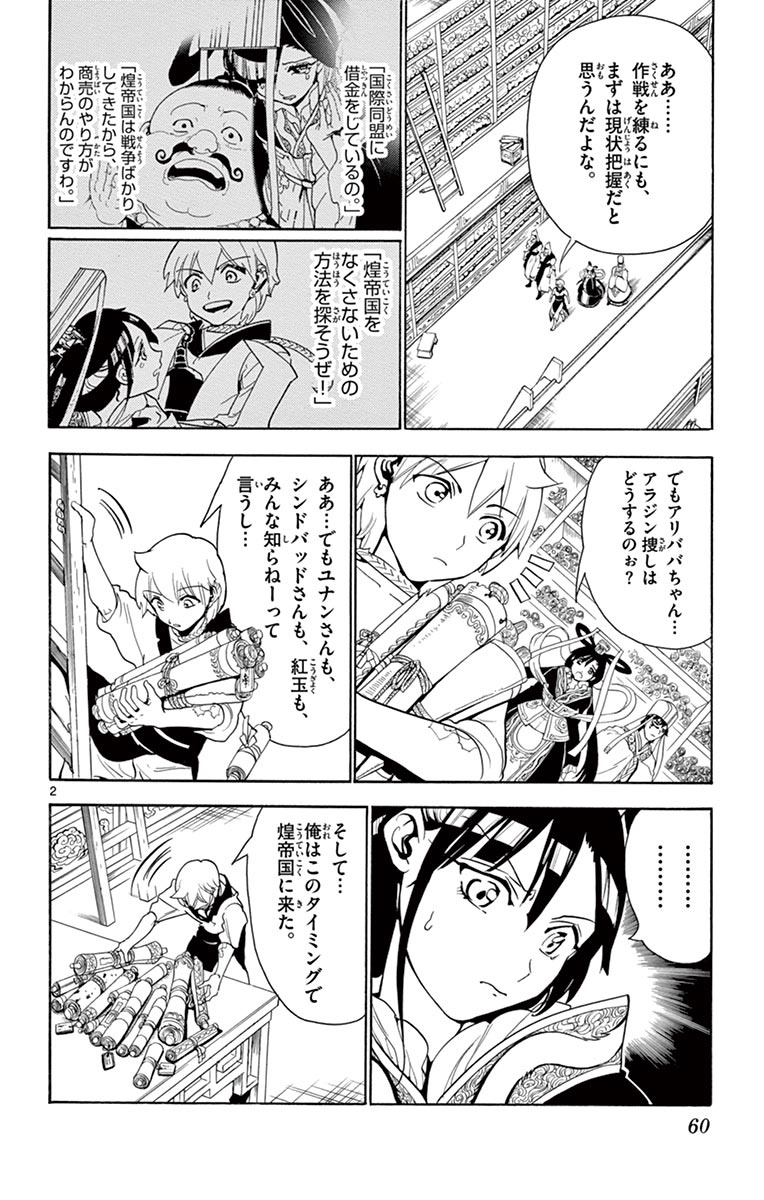 ああ……
作戦を練るにも、
まずは現状把握だと
思うんだよな。
「国際同盟に
借金をしているの。」
「煌帝国は戦争ばかり
してきたから、
商売のやり方が
わからんのですわ。」
「煌帝国を
なくさないための
方法を探そうぜ!」
でもアリババちゃん…
アラジン捜しは
どうするのぉ?
ああ…でもユナンさんも、
シンドバッドさんも、紅玉も、
みんな知らねーって
言うし…
2
…………
…………
そして…
俺はこのタイミングで
煌帝国に来た。
60